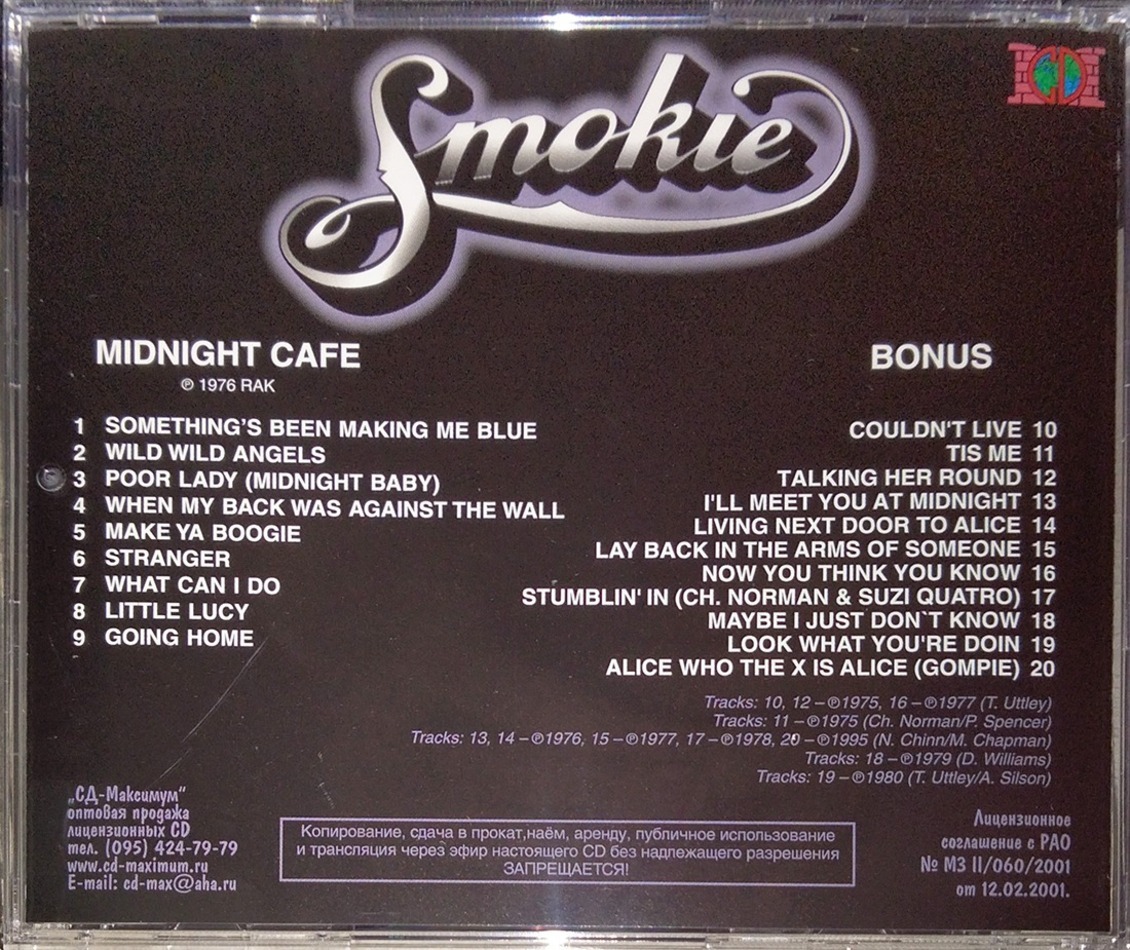 Smokie
CD
MIDNIGHT CAFE
℗ 1976 RAK
1 SOMETHING'S BEEN MAKING ME BLUE
2 WILD WILD ANGELS
3 POOR LADY (MIDNIGHT BABY)
4 WHEN MY BACK WAS AGAINST THE WALL
5 MAKE YA BOOGIE
6 STRANGER
7 WHAT CAN I DO
8 LITTLE LUCY
9 GOING HOME
BONUS
COULDN'T LIVE 10
TIS ME 11
TALKING HER ROUND 12
I'LL MEET YOU AT MIDNIGHT 13
LIVING NEXT DOOR TO ALICE 14
LAY BACK IN THE ARMS OF SOMEONE 15
NOW YOU THINK YOU KNOW 16
STUMBLIN' IN (CH. NORMAN & SUZI QUATRO) 17
MAYBE I JUST DON`T KNOW 18
LOOK WHAT YOU'RE DOIN 19
ALICE WHO THE X IS ALICE (GOMPIE) 20
Tracks: 10, 12 – ℗1975, 16 – ℗1977 (T. Uttley)
Tracks: 11 – ℗1975 (Ch. Norman/P. Spencer)
Tracks: 13, 14 – ℗1976, 15 – ℗1977, 17 – ℗1978, 20 – ℗1995 (N. Chinn/M. Chapman)
Tracks: 18 – ℗1979 (D. Williams)
Tracks: 19 – ℗1980 (T. Uttley/A. Silson)
„СД-Максимум“
оптовая продажа
лицензионных CD
тел. (095) 424-79-79
www.cd-maximum.ru
E-mail: cd-max@aha.ru
Копирование, сдача в прокат,наём, аренду, публичное использование
и трансляция через эфир настоящего CD без надлежащего разрешения
ЗАПРЕЩАЕТСЯ!
Лицензионное
соглашение с РАО
№ МЗ II/060/2001
от 12.02.2001.